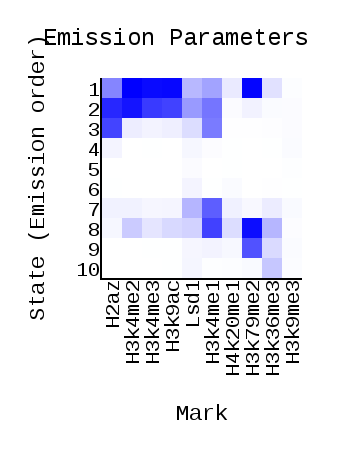 Emission Parameters
State (Emission order)
1
2
3
4
5
6
7
8
9
10
H2az
H3k4me2
H3k4me3
H3k9ac
Lsd1
H3k4me1
H4k20me1
H3k79me2
H3k36me3
H3k9me3
Mark